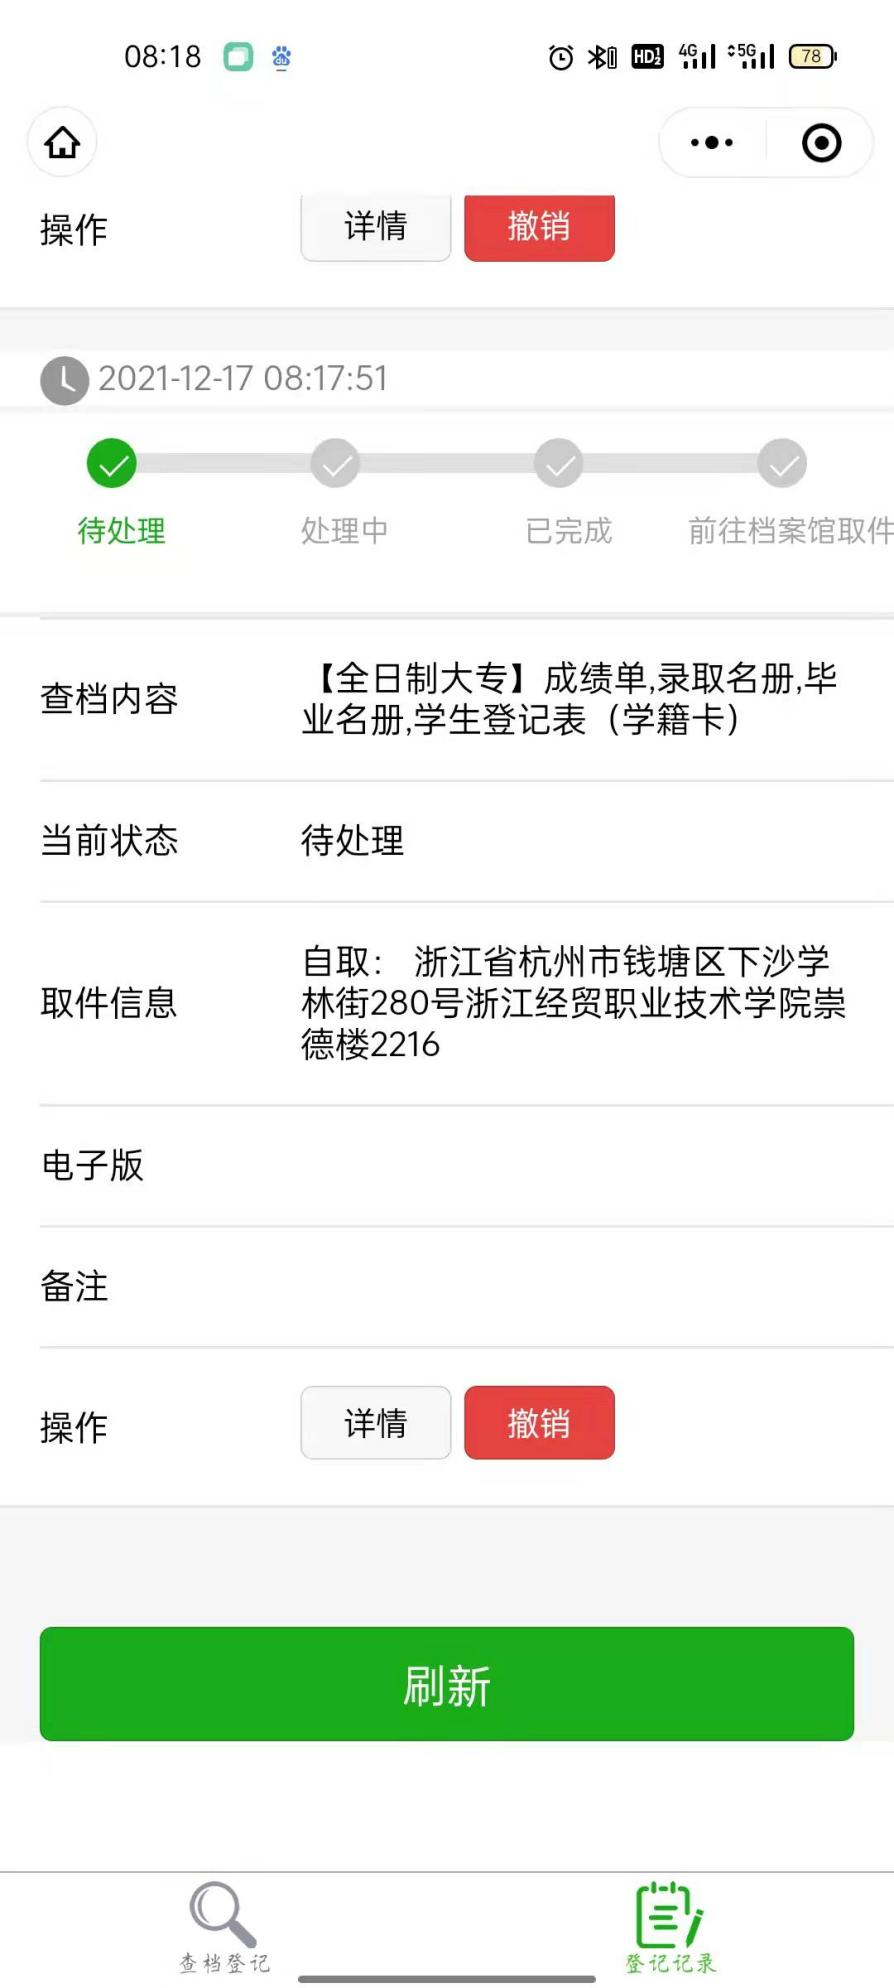 08:18 HD 4G 5G 78
操作 详情 撤销
2021-12-17 08:17:51
待处理 处理中 已完成 前往档案馆取件
查档内容
【全日制大专】成绩单,录取名册,毕
业名册,学生登记表（学籍卡）
当前状态 待处理
取件信息
自取： 浙江省杭州市钱塘区下沙学
林街280号浙江经贸职业技术学院崇
德楼2216
电子版
备注
操作 详情 撤销
刷新
查档登记 登记记录